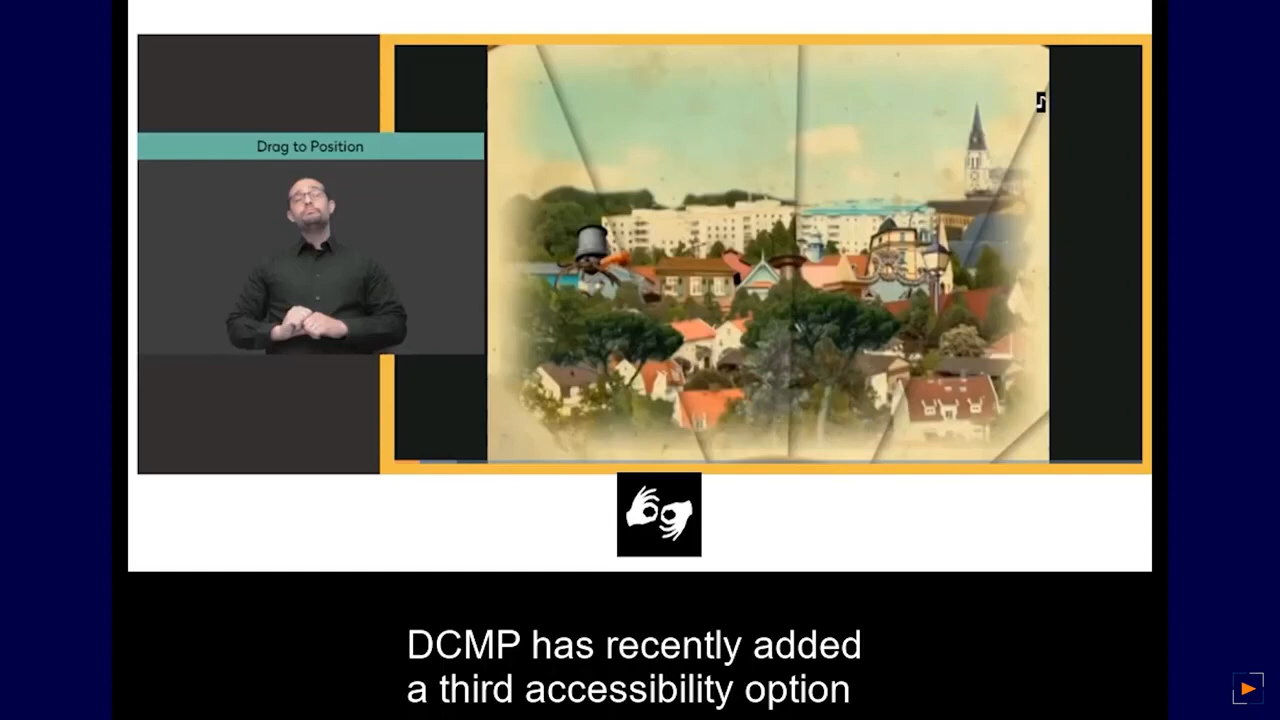 Drag to Position
DCMP has recently added
a third accessibility option